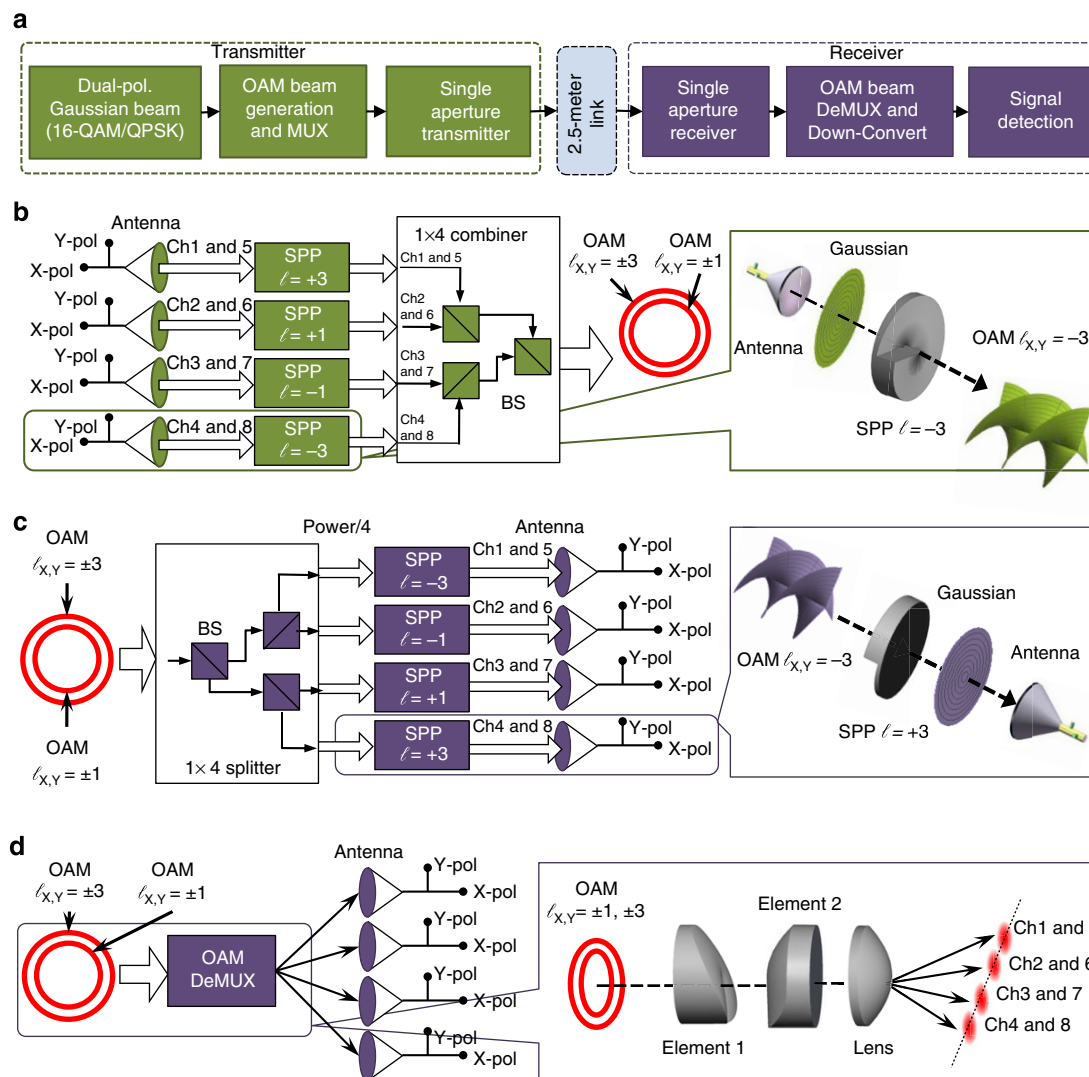 a
Transmitter
Receiver
Dual-pol.
Gaussian beam
(16-QAM/QPSK)
OAM beam
generation
and MUX
Single
aperture
transmitter
2.5-meter
link
Single
aperture
receiver
OAM beam
DeMUX and
Down-Convert
Signal
detection
b
Antenna
Y-pol
X-pol
Ch1 and 5
SPP
ℓ = +3
Y-pol
X-pol
Ch2 and 6
SPP
ℓ = +1
Y-pol
X-pol
Ch3 and 7
SPP
ℓ = −1
Y-pol
X-pol
Ch4 and 8
SPP
ℓ = −3
1×4 combiner
Ch1 and 5
Ch2
and 6
Ch3
and 7
Ch4
and 8
BS
OAM
ℓX,Y = ±3
OAM
ℓX,Y = ±1
Gaussian
Antenna
OAM ℓX,Y = −3
SPP ℓ = −3
c
OAM
ℓX,Y = ±3
OAM
ℓX,Y = ±1
BS
1× 4 splitter
Power/4
Antenna
SPP
ℓ = −3
Ch1 and 5
Y-pol
X-pol
SPP
ℓ = −1
Ch2 and 6
Y-pol
X-pol
SPP
ℓ = +1
Ch3 and 7
Y-pol
X-pol
SPP
ℓ = +3
Ch4 and 8
Y-pol
X-pol
Gaussian
OAM ℓX,Y = −3
Antenna
SPP ℓ = +3
d
OAM
ℓX,Y = ±3
OAM
ℓX,Y = ±1
OAM
DeMUX
Antenna
Y-pol
X-pol
Y-pol
X-pol
Y-pol
X-pol
Y-pol
X-pol
OAM
ℓX,Y = ±1, ±3
Element 1
Element 2
Lens
Ch1 and
Ch2 and 6
Ch3 and 7
Ch4 and 8